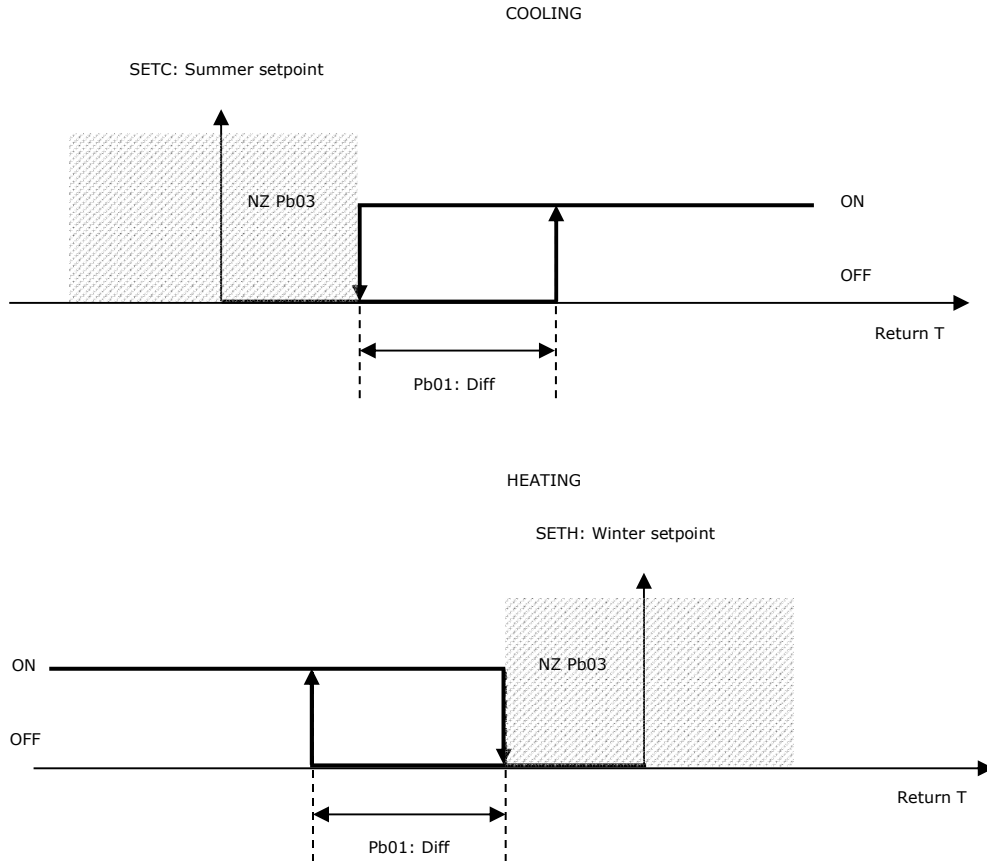 COOLING
SETC: Summer setpoint
NZ Pb03
ON
OFF
Return T
Pb01: Diff
HEATING
SETH: Winter setpoint
ON
NZ Pb03
OFF
Return T
Pb01: Diff